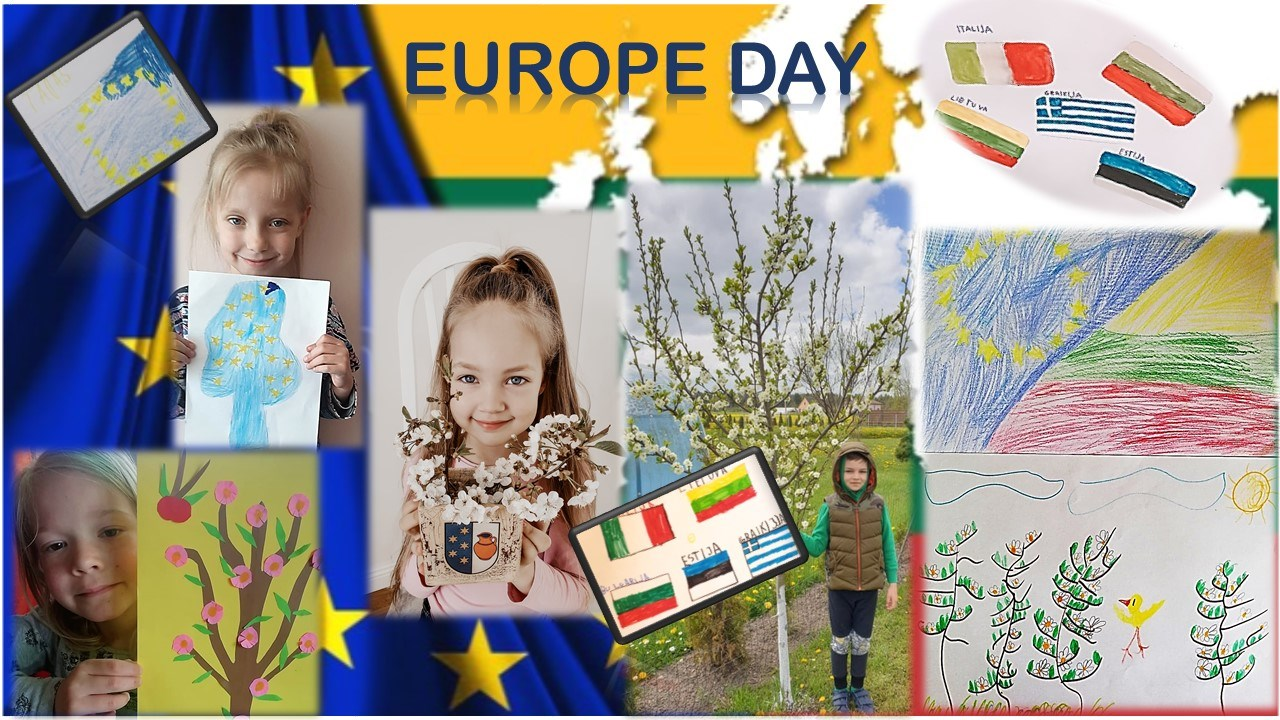 EUROPE DAY
ITALIJA
LIETUVA
GRAIKIJA
ESTIJA
LIETUVA
ESTIJA
GRAIKIJA